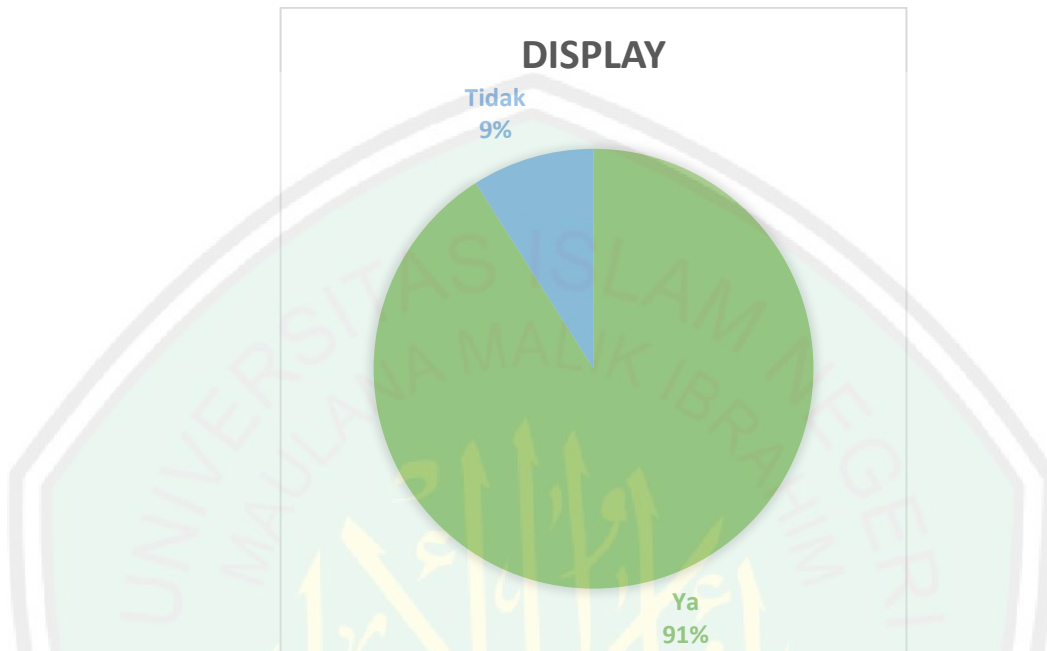 DISPLAY
Tidak
9%
Ya
91%
UNIVERSITAS ISLAM NEGERI
MAULANA MALIK IBRAHIM